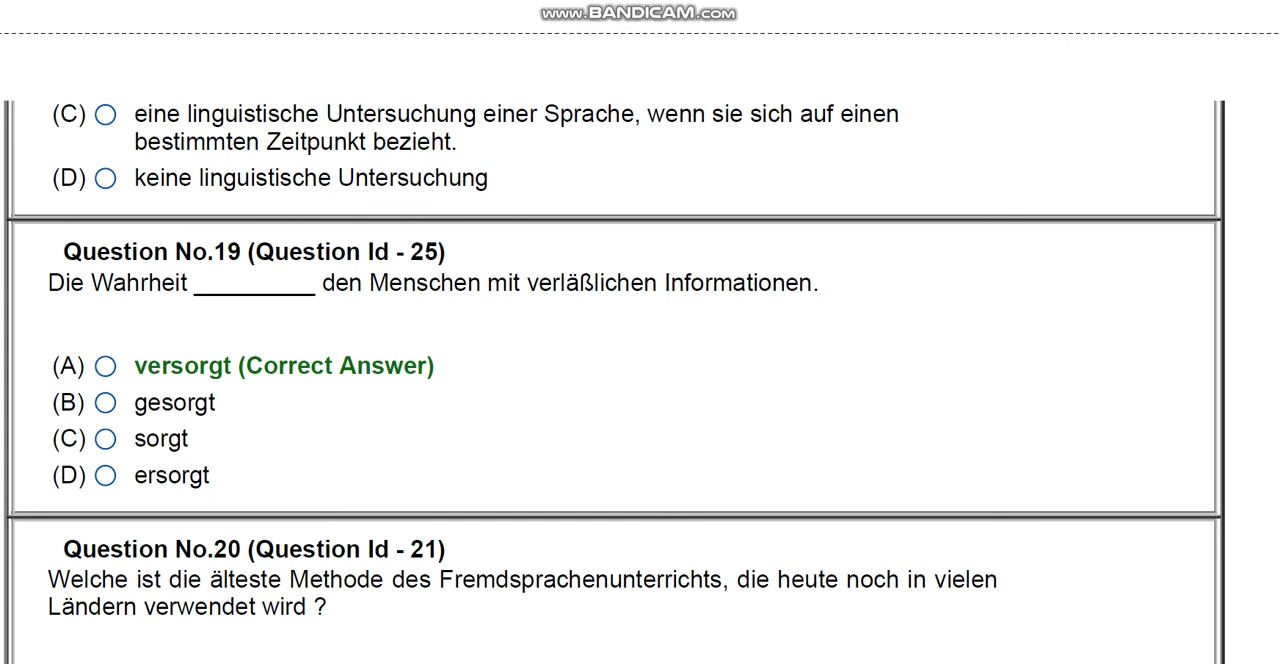 www.BANDICAM.com
(C) eine linguistische Untersuchung einer Sprache, wenn sie sich auf einen
bestimmten Zeitpunkt bezieht.
(D) keine linguistische Untersuchung
Question No.19 (Question Id - 25)
Die Wahrheit _________ den Menschen mit verläßlichen Informationen.
(A) versorgt (Correct Answer)
(B) gesorgt
(C) sorgt
(D) ersorgt
Question No.20 (Question Id - 21)
Welche ist die älteste Methode des Fremdsprachenunterrichts, die heute noch in vielen
Ländern verwendet wird ?